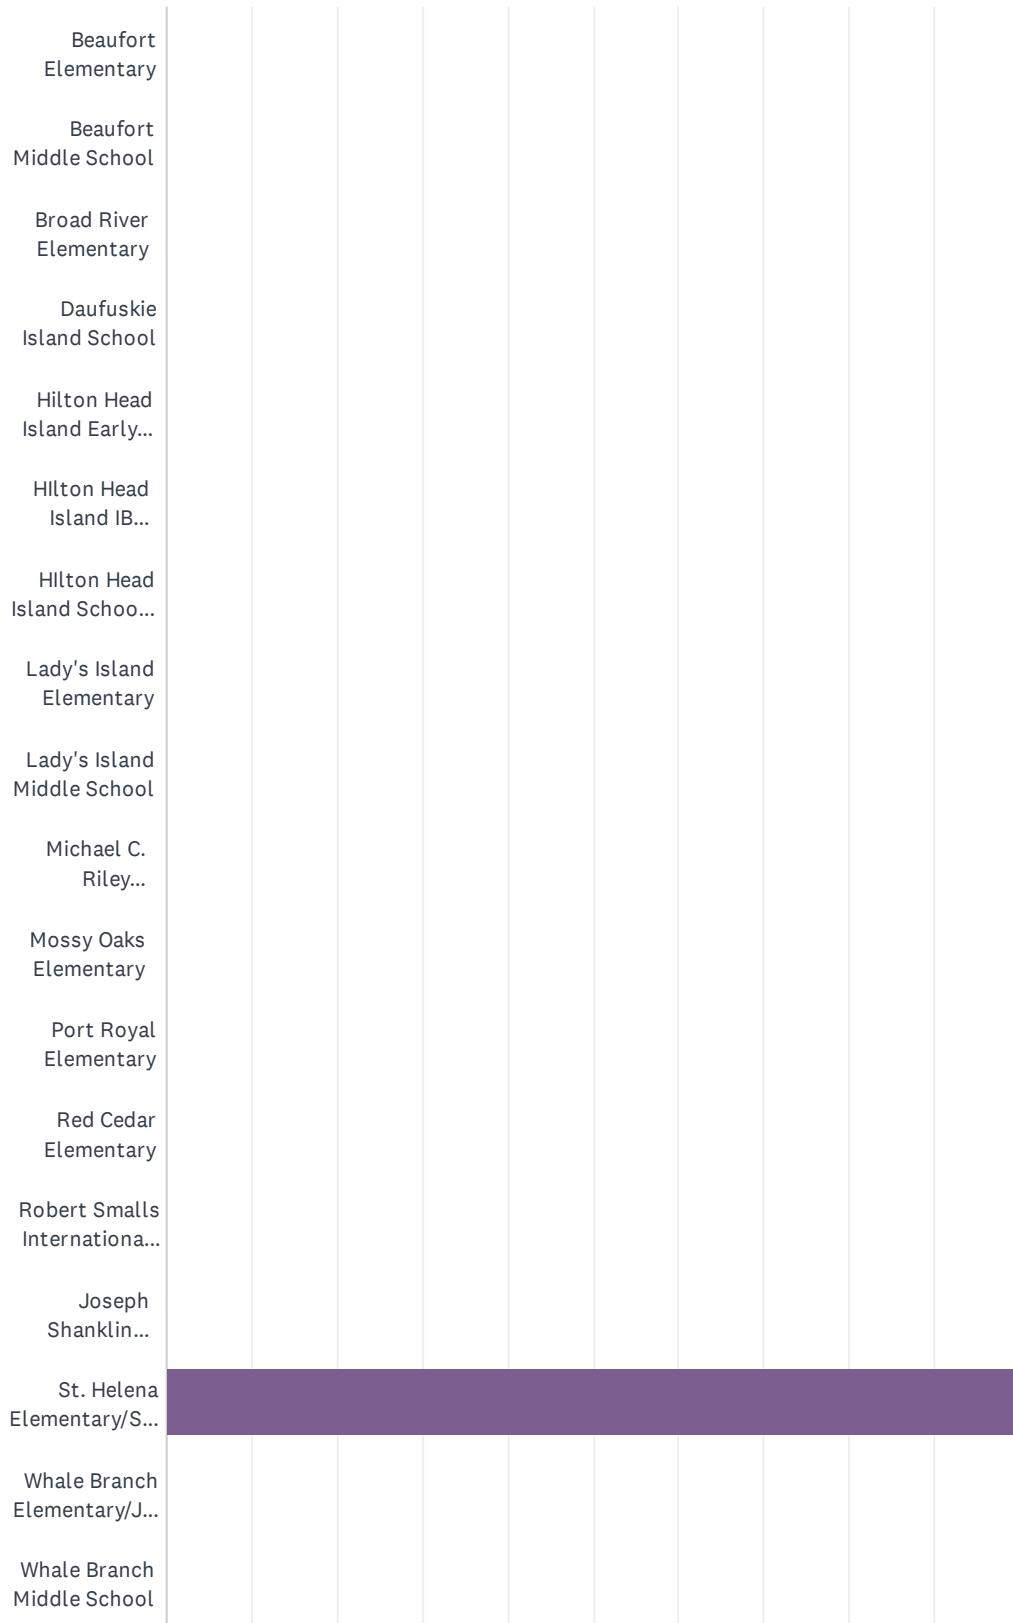 Beaufort
Elementary
Beaufort
Middle School
Broad River
Elementary
Daufuskie
Island School
Hilton Head
Island Early...
HIlton Head
Island IB...
HIlton Head
Island Schoo...
Lady's Island
Elementary
Lady's Island
Middle School
Michael C.
Riley...
Mossy Oaks
Elementary
Port Royal
Elementary
Red Cedar
Elementary
Robert Smalls
Internationa...
Joseph
Shanklin...
St. Helena
Elementary/S...
Whale Branch
Elementary/J...
Whale Branch
Middle School